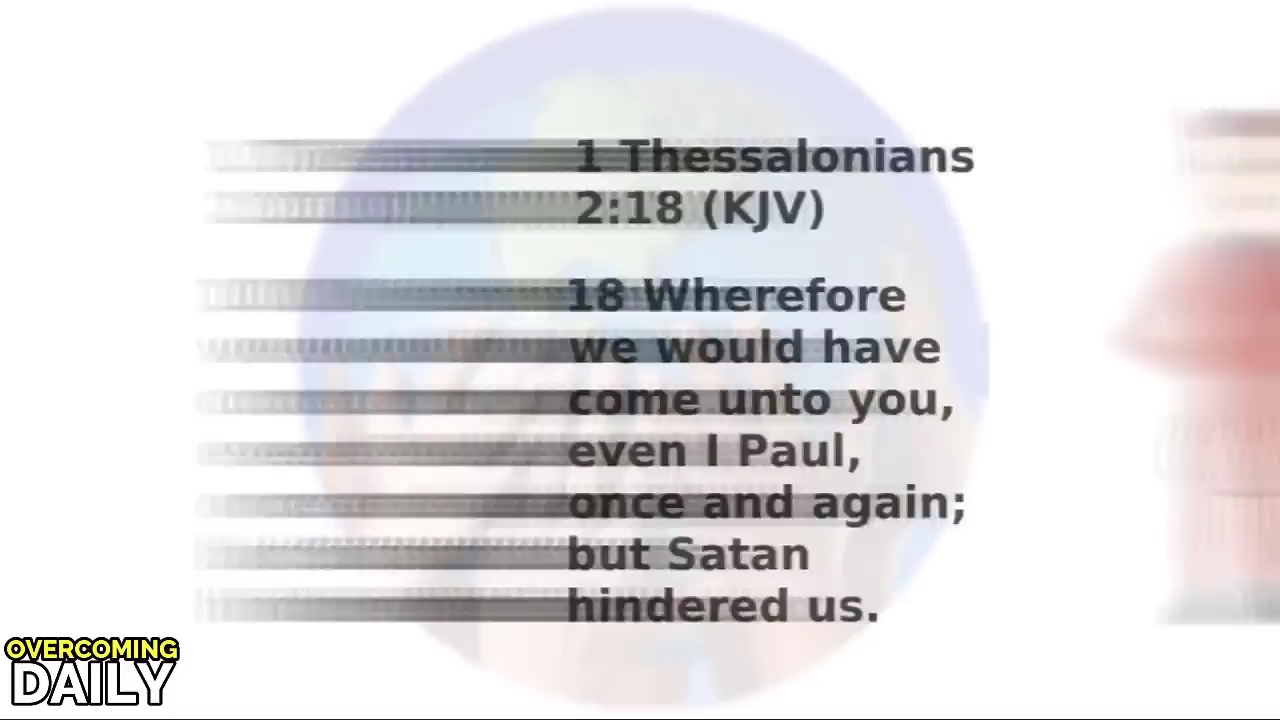 1 Thessalonians
2:18 (KJV)
18 Wherefore
we would have
come unto you,
even I Paul,
once and again;
but Satan
hindered us.
OVERCOMING
DAILY